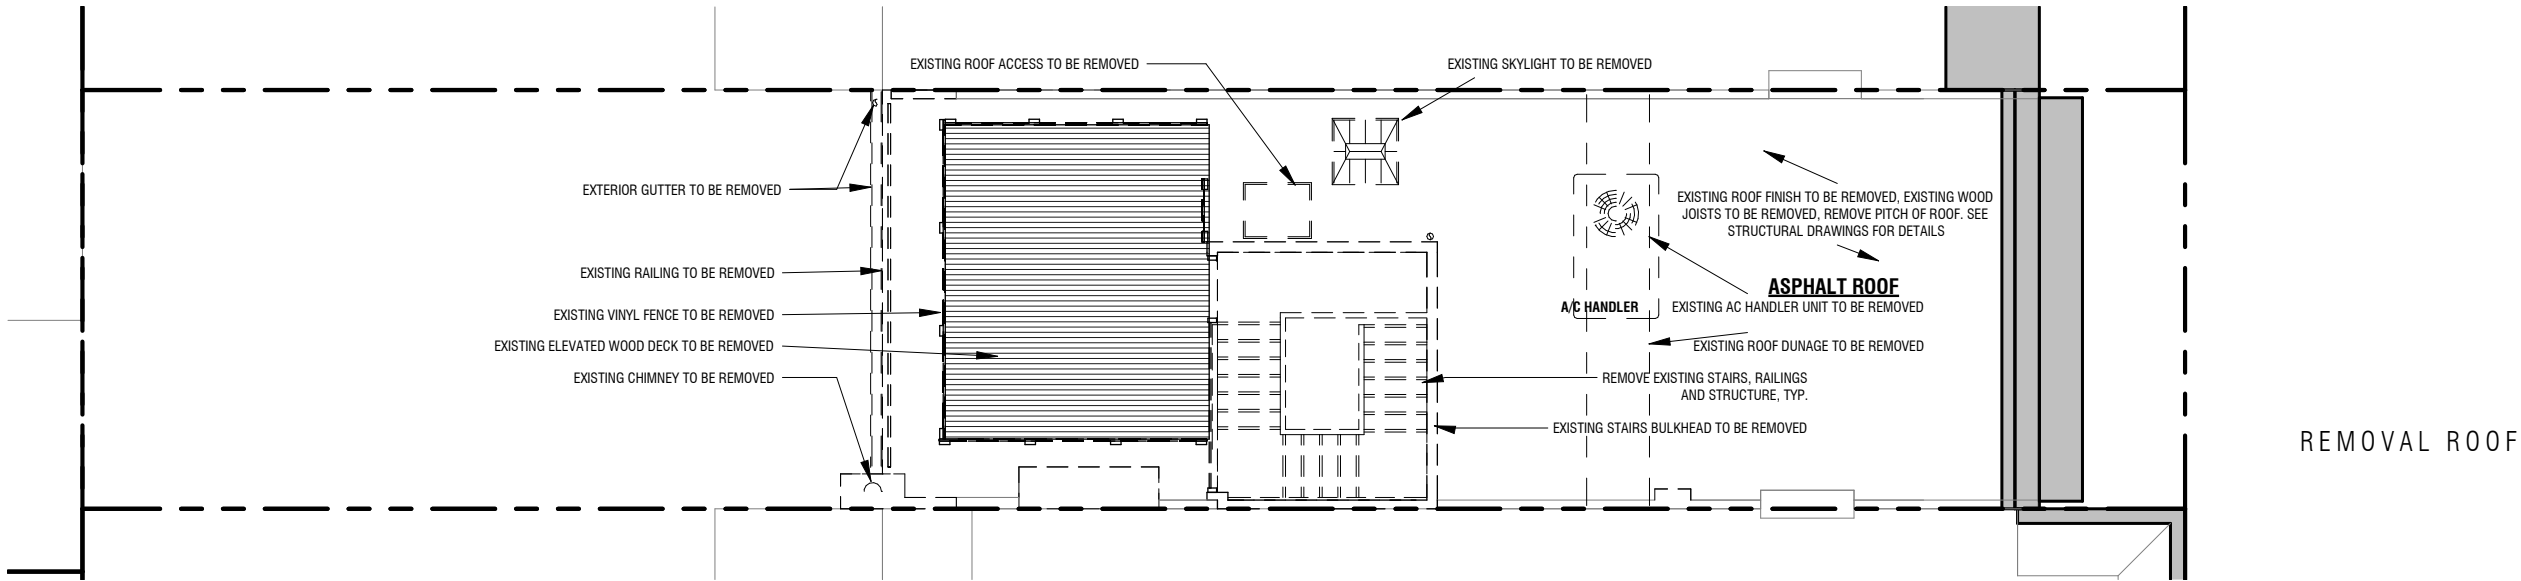 EXISTING ROOF ACCESS TO BE REMOVED
EXISTING SKYLIGHT TO BE REMOVED
EXTERIOR GUTTER TO BE REMOVED
EXISTING RAILING TO BE REMOVED
EXISTING VINYL FENCE TO BE REMOVED
EXISTING ELEVATED WOOD DECK TO BE REMOVED
EXISTING CHIMNEY TO BE REMOVED
EXISTING ROOF FINISH TO BE REMOVED, EXISTING WOOD
JOISTS TO BE REMOVED, REMOVE PITCH OF ROOF. SEE
STRUCTURAL DRAWINGS FOR DETAILS
ASPHALT ROOF
A/C HANDLER
EXISTING AC HANDLER UNIT TO BE REMOVED
EXISTING ROOF DUNAGE TO BE REMOVED
REMOVE EXISTING STAIRS, RAILINGS
AND STRUCTURE, TYP.
EXISTING STAIRS BULKHEAD TO BE REMOVED
REMOVAL ROOF